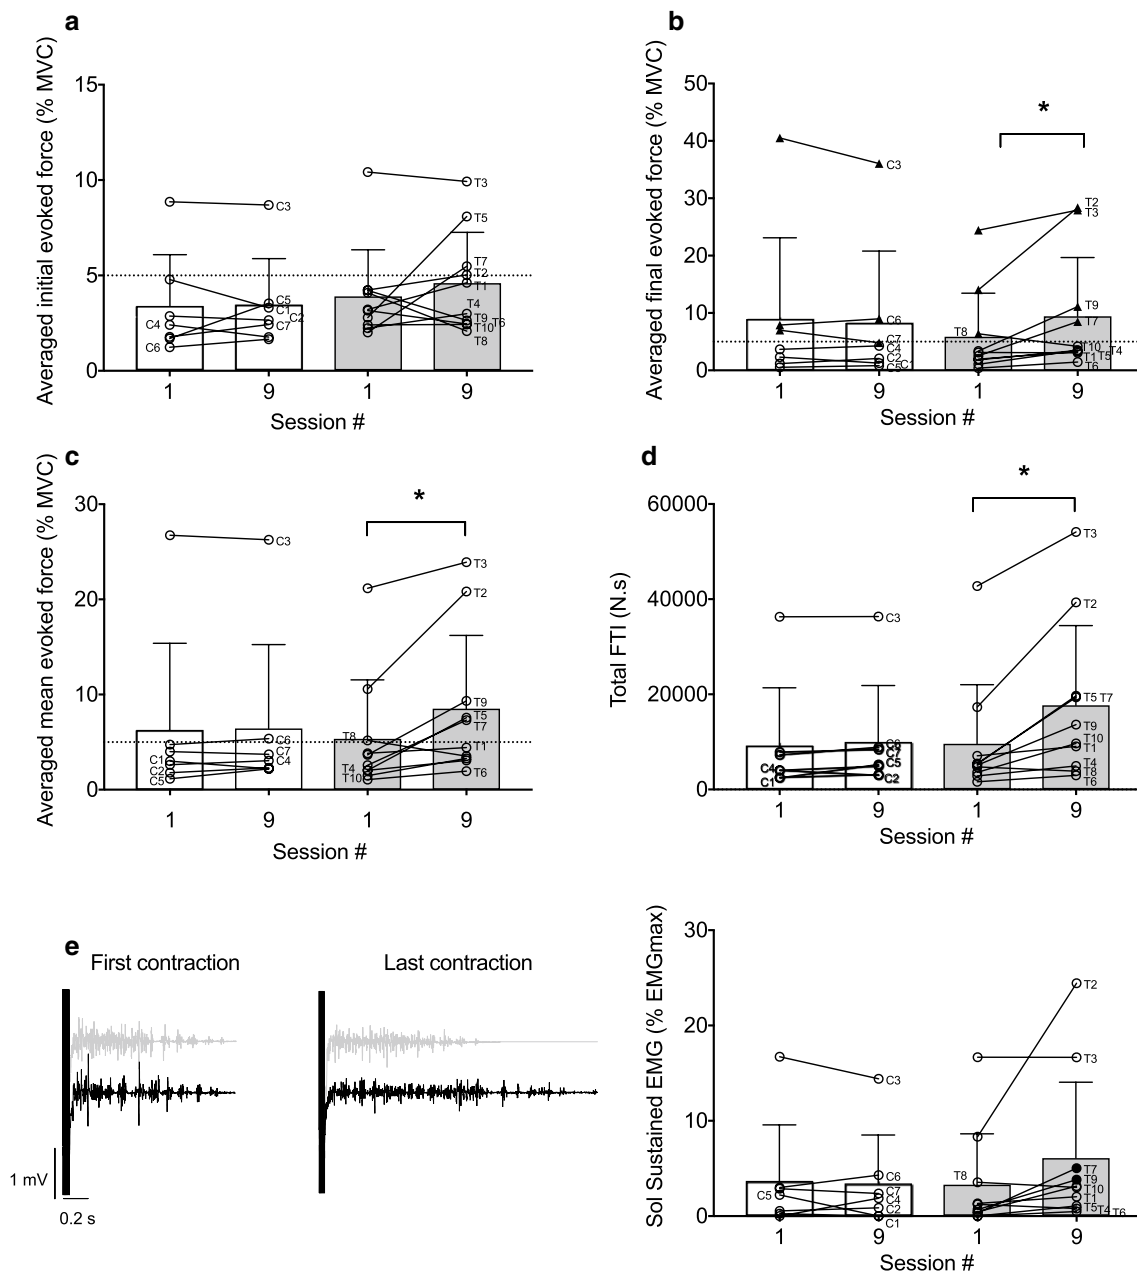 a
Averaged initial evoked force (% MVC)
15
10
5
0
C3
C5
C1
C2
C7
C4
C6
T3
T5
T7
T2
T1
T4
T9
T6
T10
T8
1
9
1
9
Session #
b
Averaged final evoked force (% MVC)
50
40
30
20
10
0
*
C3
C6
C7
C4
C2
C1
C5
T8
T2
T3
T9
T7
T10
T4
T1
T5
T6
1
9
1
9
Session #
c
Averaged mean evoked force (% MVC)
30
20
10
0
*
C3
C6
C7
C4
C1
C2
C5
T3
T2
T9
T5
T7
T1
T6
T8
T4
T10
1
9
1
9
Session #
d
Total FTI (N.s)
60000
40000
20000
0
*
C3
C6
C7
C5
C2
C4
C1
T3
T2
T5 T7
T9
T10
T1
T4
T8
T6
1
9
1
9
Session #
e
First contraction
Last contraction
1 mV
0.2 s
Sol Sustained EMG (% EMGmax)
30
20
10
0
C3
C6
C7
C4
C2
C1
C5
T8
T2
T3
T7
T9
T10
T1
T5
T4
T6
1
9
1
9
Session #